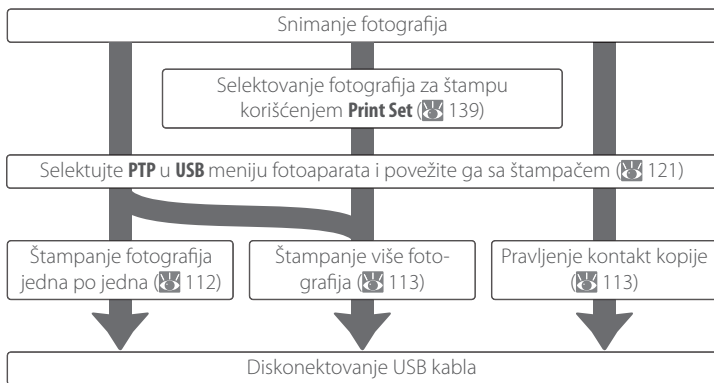 Snimanje fotografija
Selektovanje fotografija za štampu
korišćenjem Print Set (139)
Selektujte PTP u USB meniju fotoaparata i povežite ga sa štampačem (121)
Štampanje fotografija
jedna po jedna (112)
Štampanje više foto-
grafija (113)
Pravljenje kontakt kopije
(113)
Diskonektovanje USB kabla